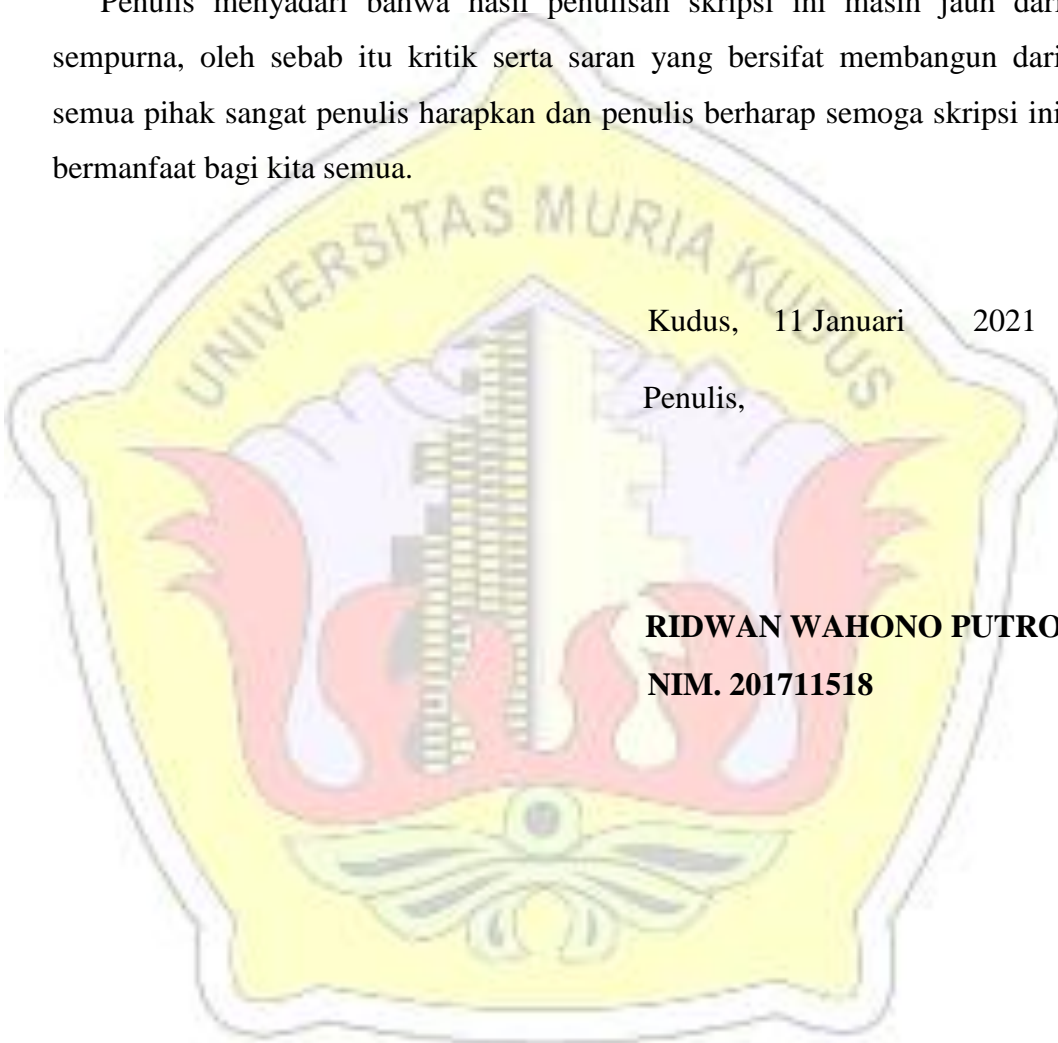 Penulis menyadari bahwa hasil penulisan skripsi ini masih jauh dari
sempurna, oleh sebab itu kritik serta saran yang bersifat membangun dari
semua pihak sangat penulis harapkan dan penulis berharap semoga skripsi ini
bermanfaat bagi kita semua.
UNIVERSITAS MURIA KUDUS
Kudus, 11 Januari 2021
Penulis,
RIDWAN WAHONO PUTRO
NIM. 201711518